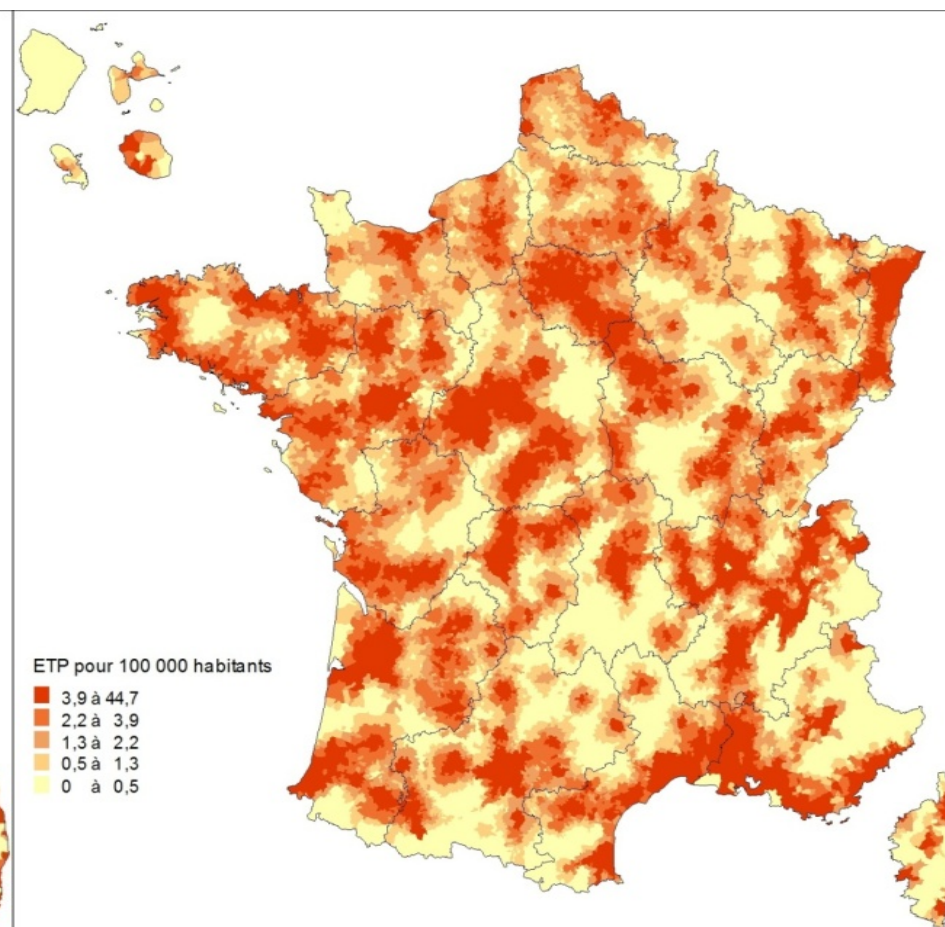 ETP pour 100 000 habitants
3,9 à 44,7
2,2 à 3,9
1,3 à 2,2
0,5 à 1,3
0 à 0,5